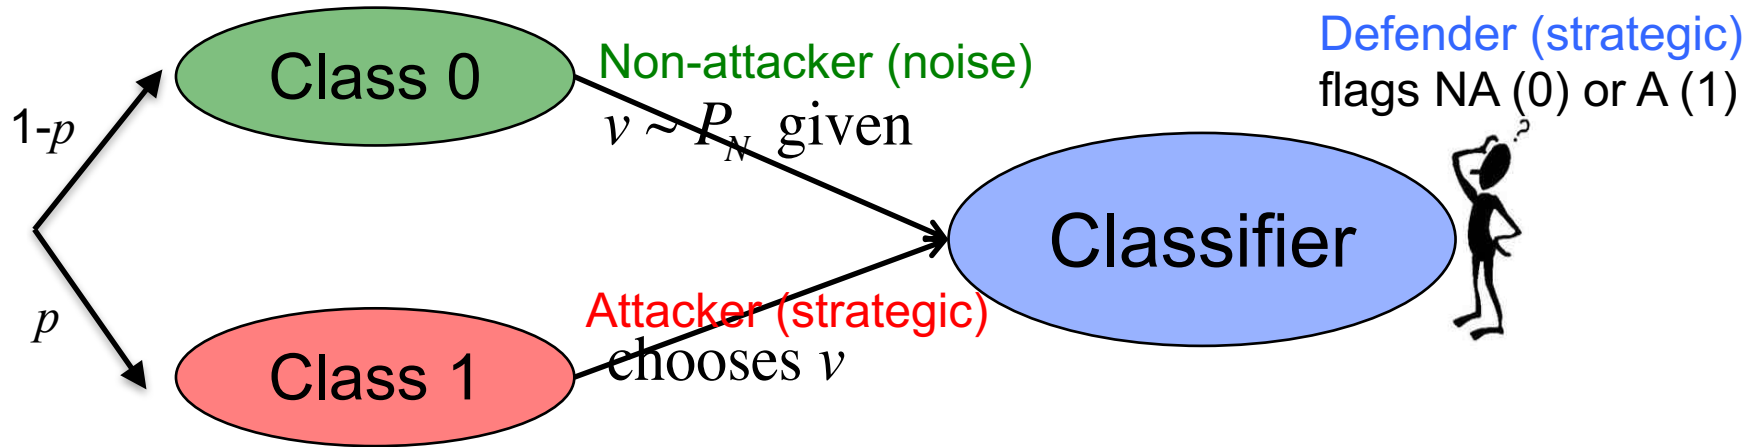 Defender (strategic)
flags NA (0) or A (1)
?
Class 0
Non-attacker (noise)
v ~ P_N given
1-p
Classifier
p
Attacker (strategic)
chooses v
Class 1